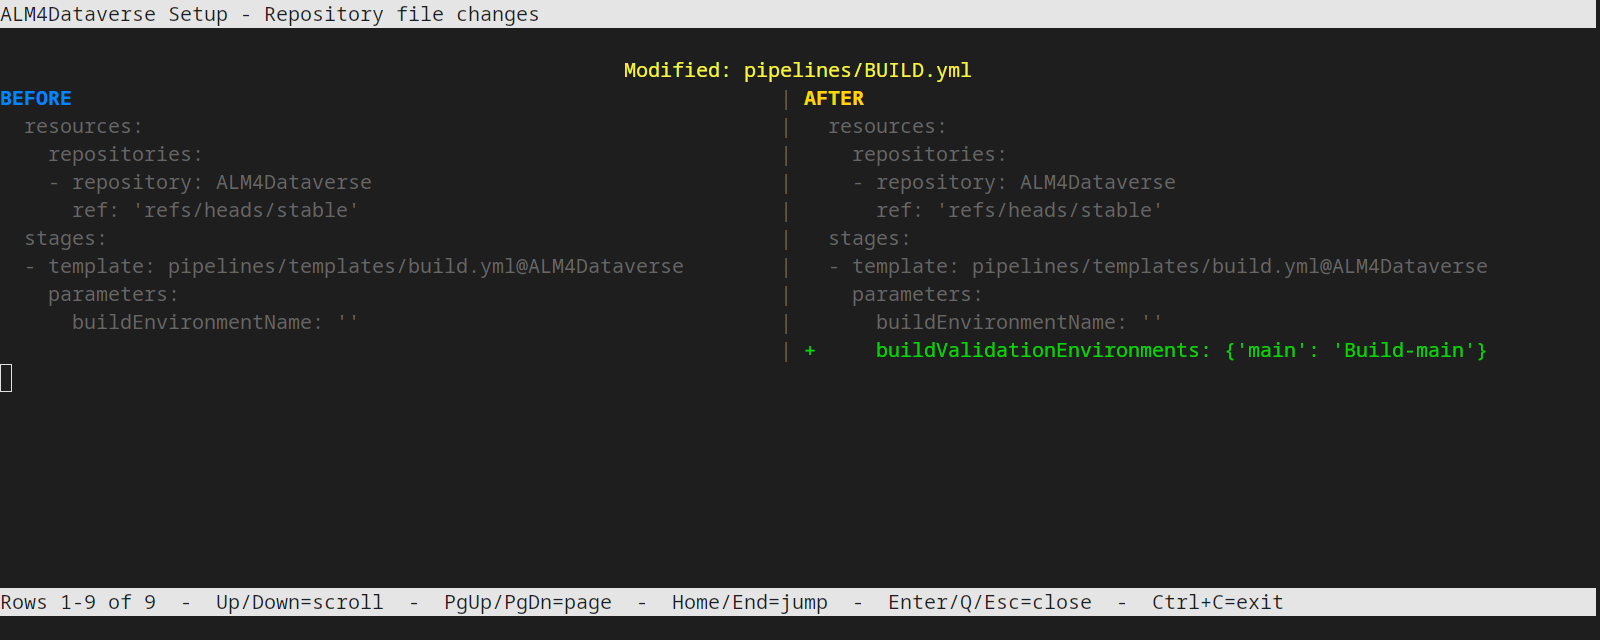 ALM4Dataverse Setup - Repository file changes
Modified: pipelines/BUILD.yml
BEFORE | AFTER
resources: | resources:
repositories: | repositories:
- repository: ALM4Dataverse | - repository: ALM4Dataverse
ref: 'refs/heads/stable' | ref: 'refs/heads/stable'
stages: | stages:
- template: pipelines/templates/build.yml@ALM4Dataverse | - template: pipelines/templates/build.yml@ALM4Dataverse
parameters: | parameters:
buildEnvironmentName: '' | buildEnvironmentName: ''
| + buildValidationEnvironments: {'main': 'Build-main'}
Rows 1-9 of 9 - Up/Down=scroll - PgUp/PgDn=page - Home/End=jump - Enter/Q/Esc=close - Ctrl+C=exit